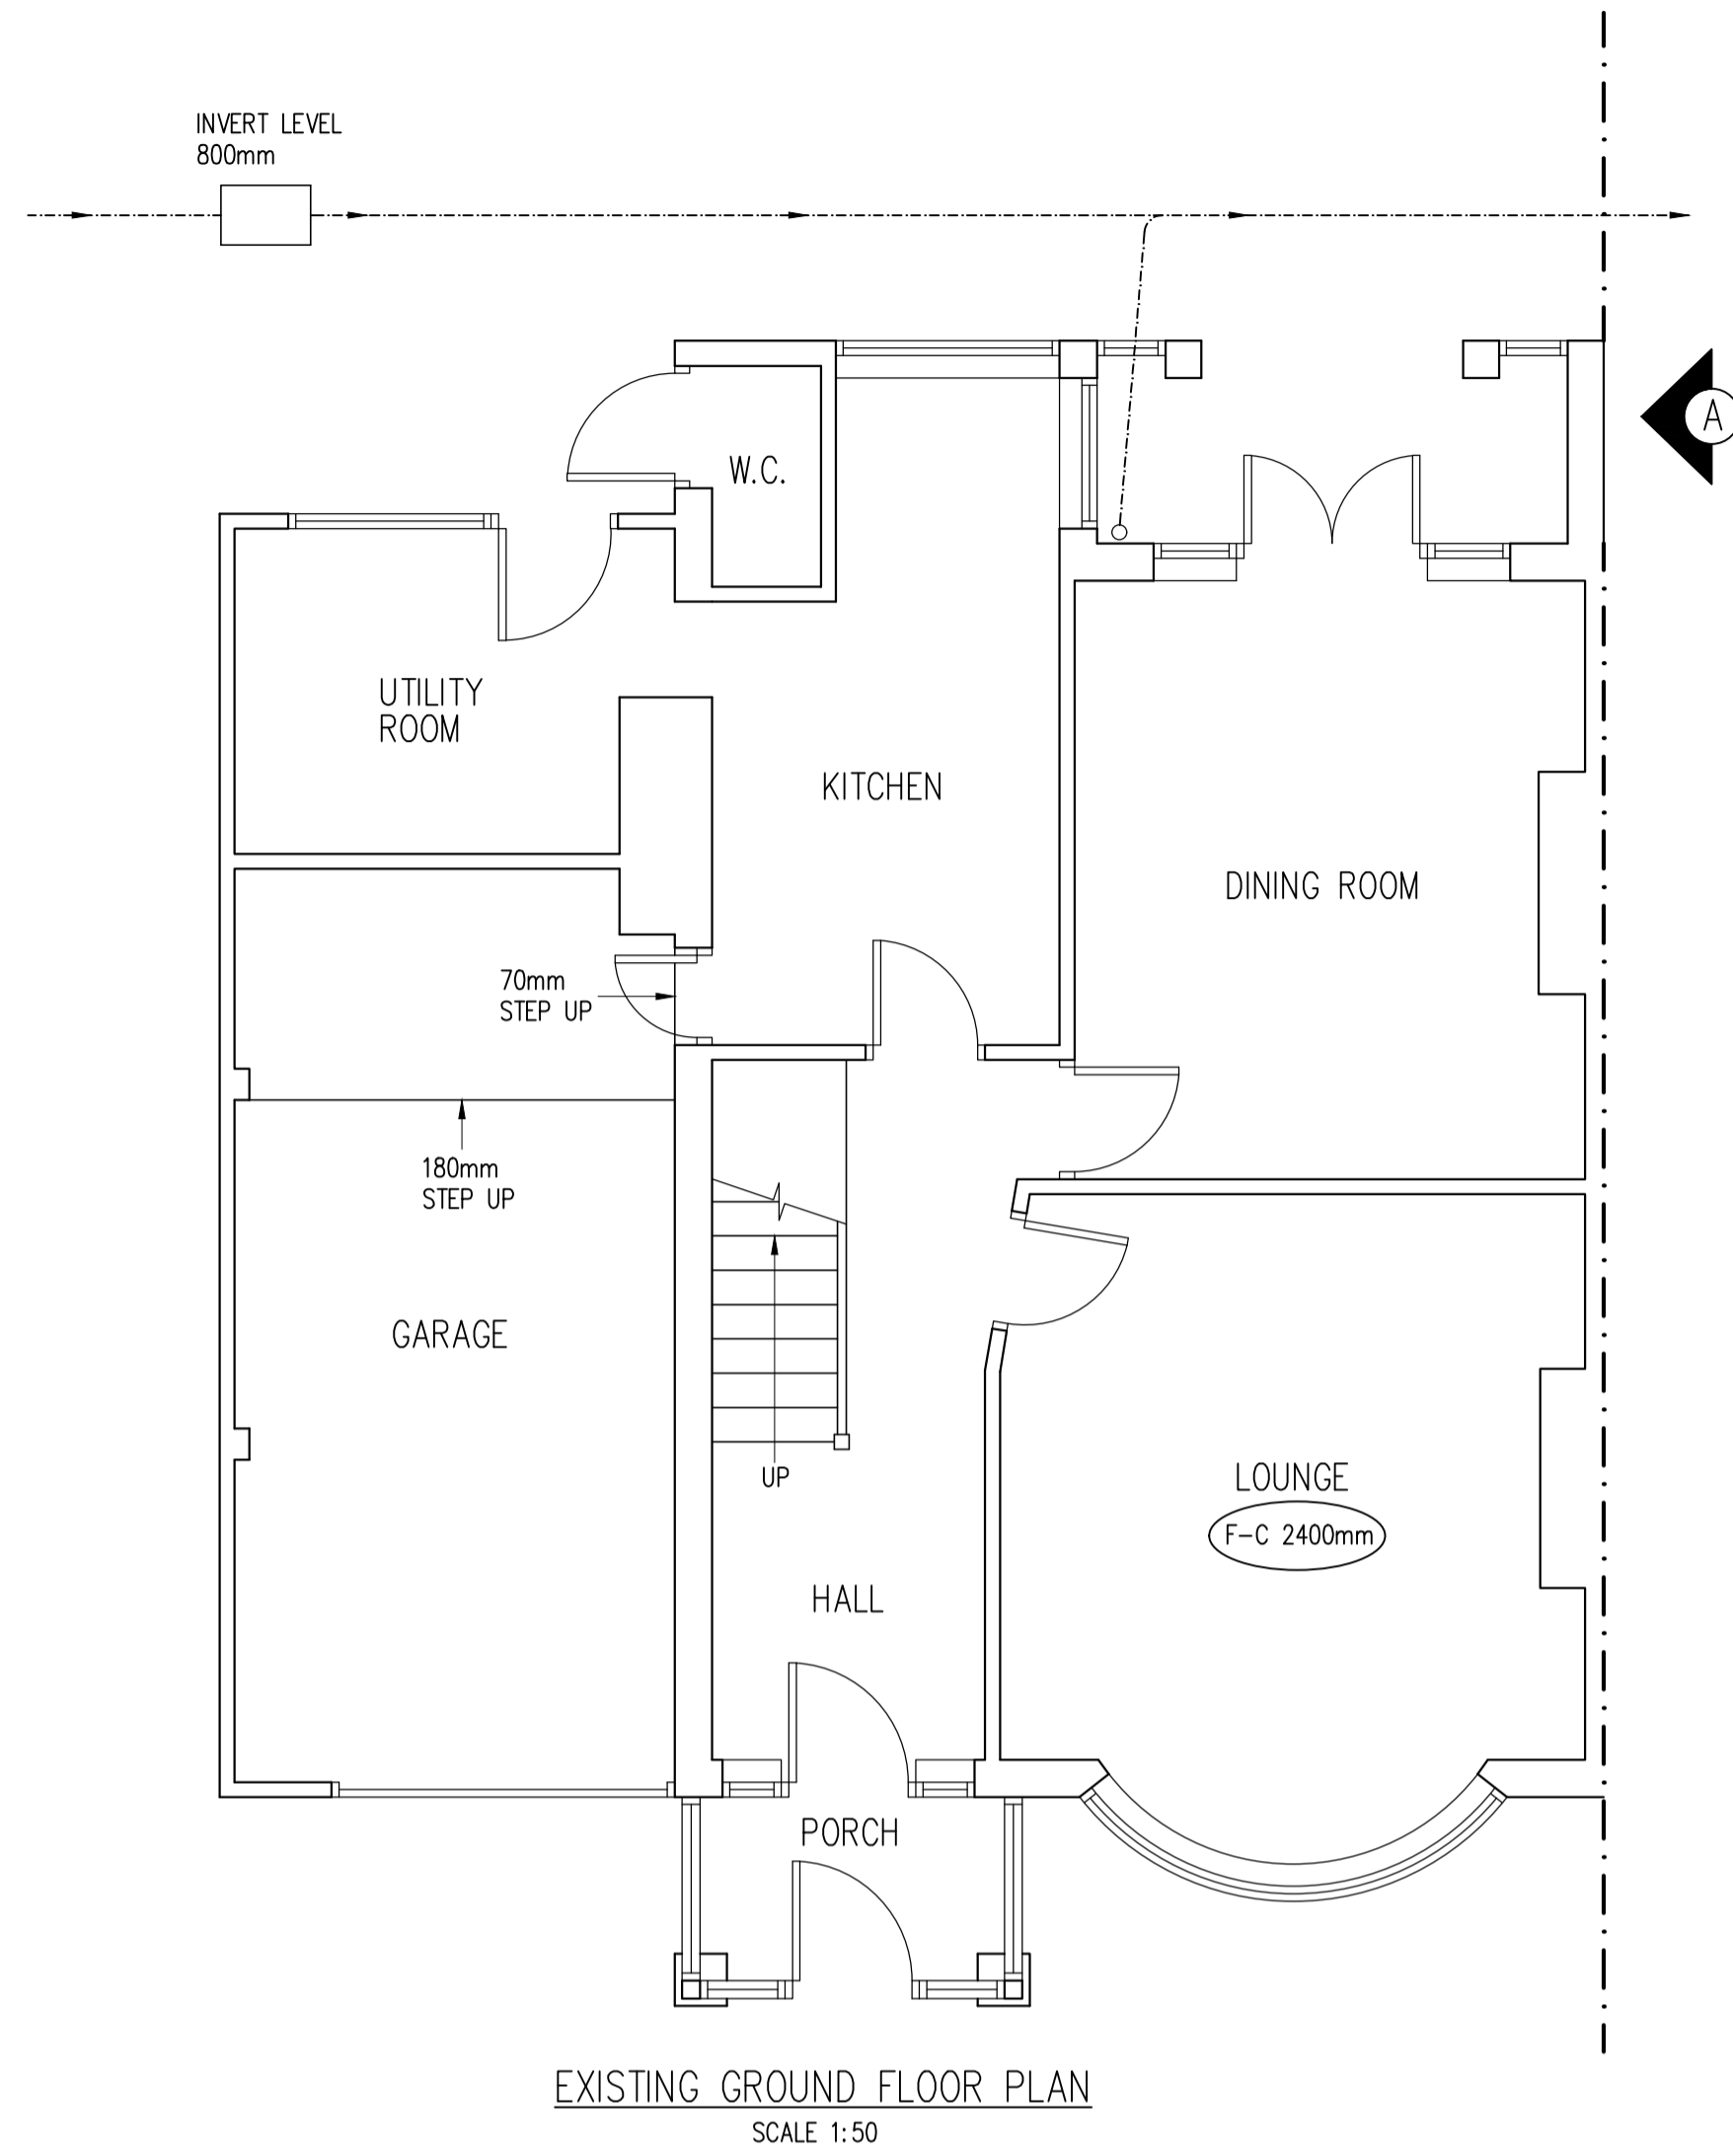 INVERT LEVEL
800mm
A
W.C.
UTILITY
ROOM
KITCHEN
DINING ROOM
70mm
STEP UP
180mm
STEP UP
GARAGE
UP
LOUNGE
F-C 2400mm
HALL
PORCH
EXISTING GROUND FLOOR PLAN
SCALE 1:50